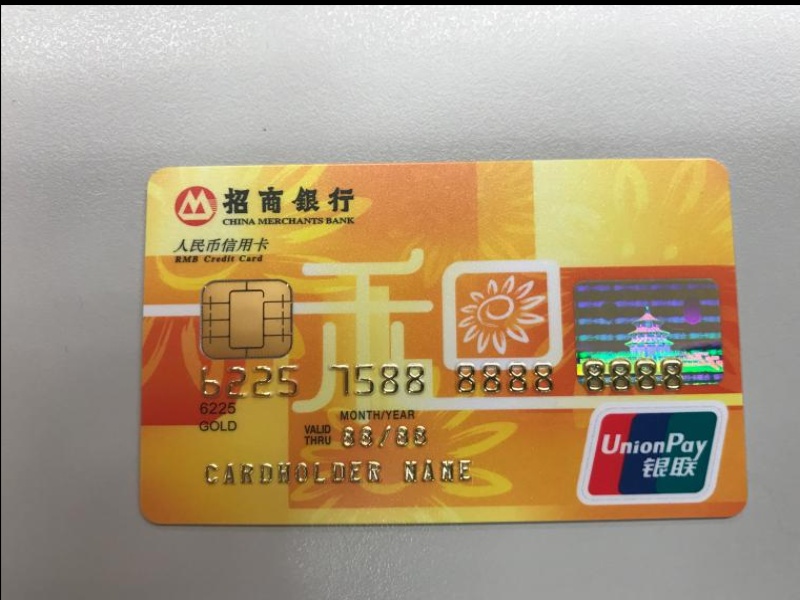 招商银行
CHINA MERCHANTS BANK
人民币信用卡
RMB Credit Card
6225 7588 8888 8888
6225
GOLD
MONTH/YEAR
VALID THRU 88/88
CARDHOLDER NAME
UnionPay
银联